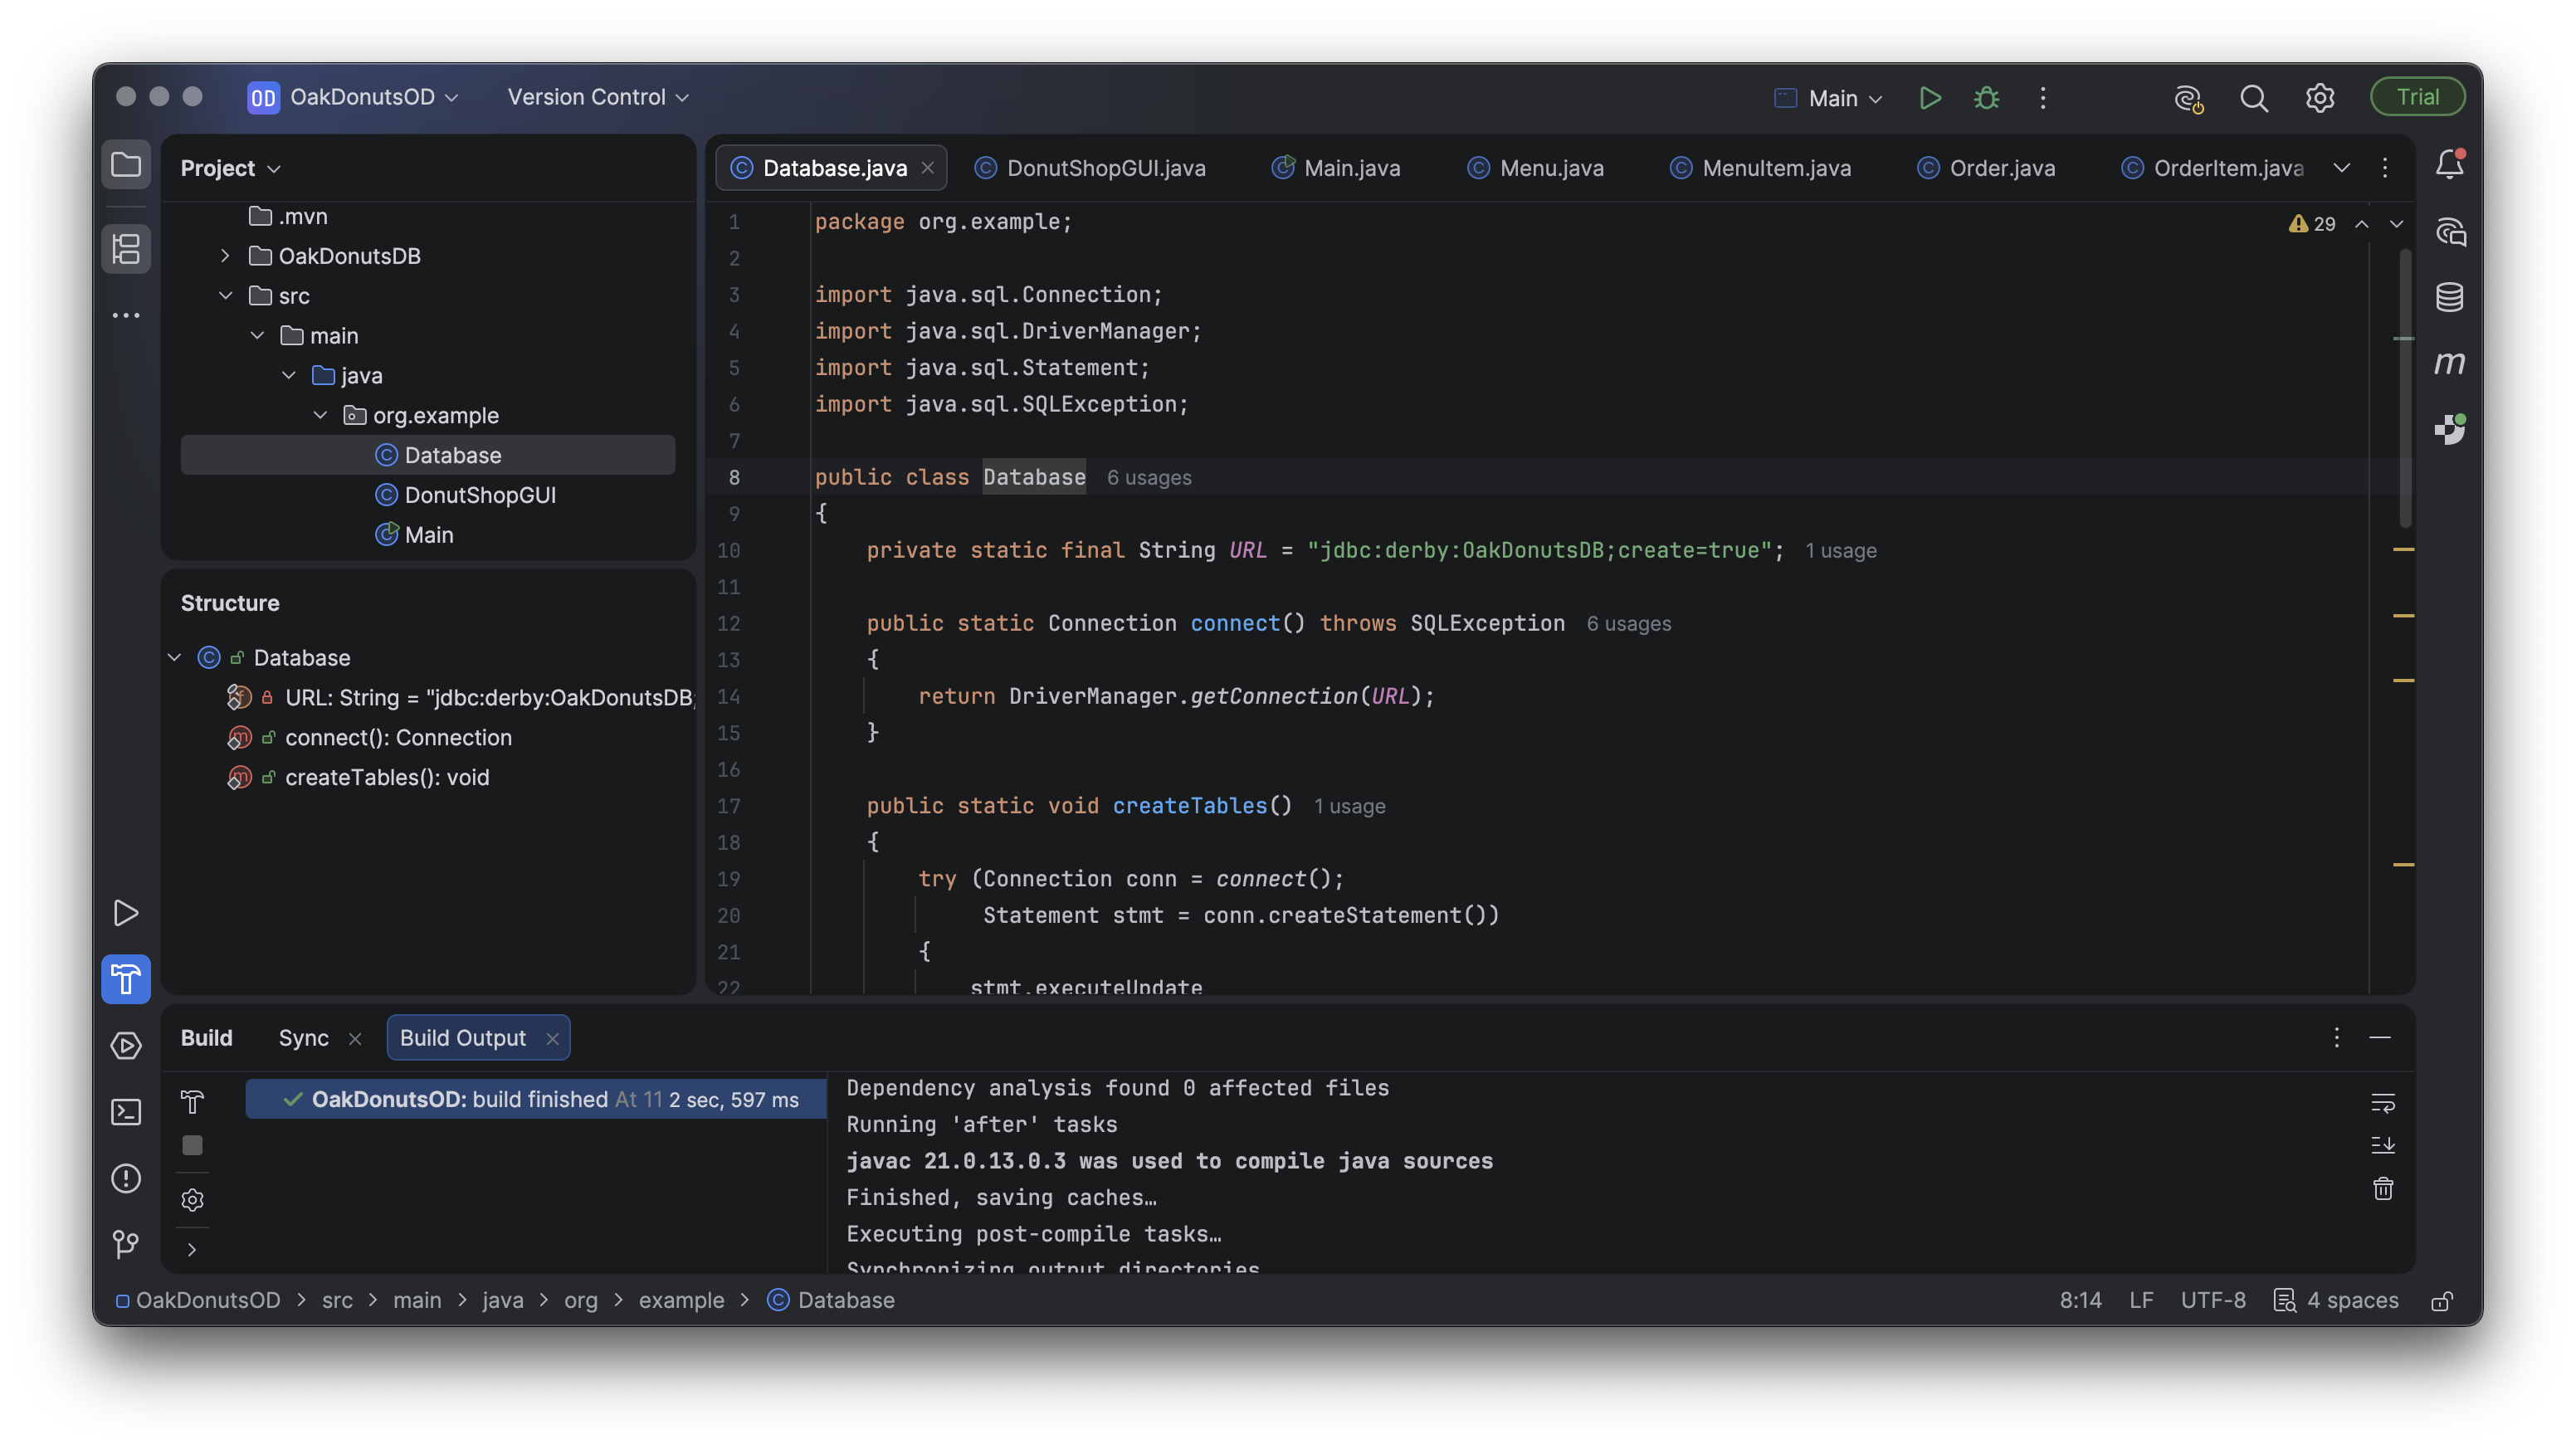 OD OakDonutsOD Version Control Main Trial
Project
.mvn
OakDonutsDB
src
main
java
org.example
Database
DonutShopGUI
Main
Structure
Database
URL: String = "jdbc:derby:OakDonutsDB;
connect(): Connection
createTables(): void
Database.java DonutShopGUI.java Main.java Menu.java MenuItem.java Order.java OrderItem.java
29
1 package org.example;
2
3 import java.sql.Connection;
4 import java.sql.DriverManager;
5 import java.sql.Statement;
6 import java.sql.SQLException;
7
8 public class Database 6 usages
9 {
10 private static final String URL = "jdbc:derby:OakDonutsDB;create=true"; 1 usage
11
12 public static Connection connect() throws SQLException 6 usages
13 {
14 return DriverManager.getConnection(URL);
15 }
16
17 public static void createTables() 1 usage
18 {
19 try (Connection conn = connect();
20 Statement stmt = conn.createStatement())
21 {
22 stmt.executeUpdate
Build Sync Build Output
OakDonutsOD: build finished At 11 2 sec, 597 ms
Dependency analysis found 0 affected files
Running 'after' tasks
javac 21.0.13.0.3 was used to compile java sources
Finished, saving caches…
Executing post-compile tasks…
Synchronizing output directories
OakDonutsOD > src > main > java > org > example > Database
8:14 LF UTF-8 4 spaces